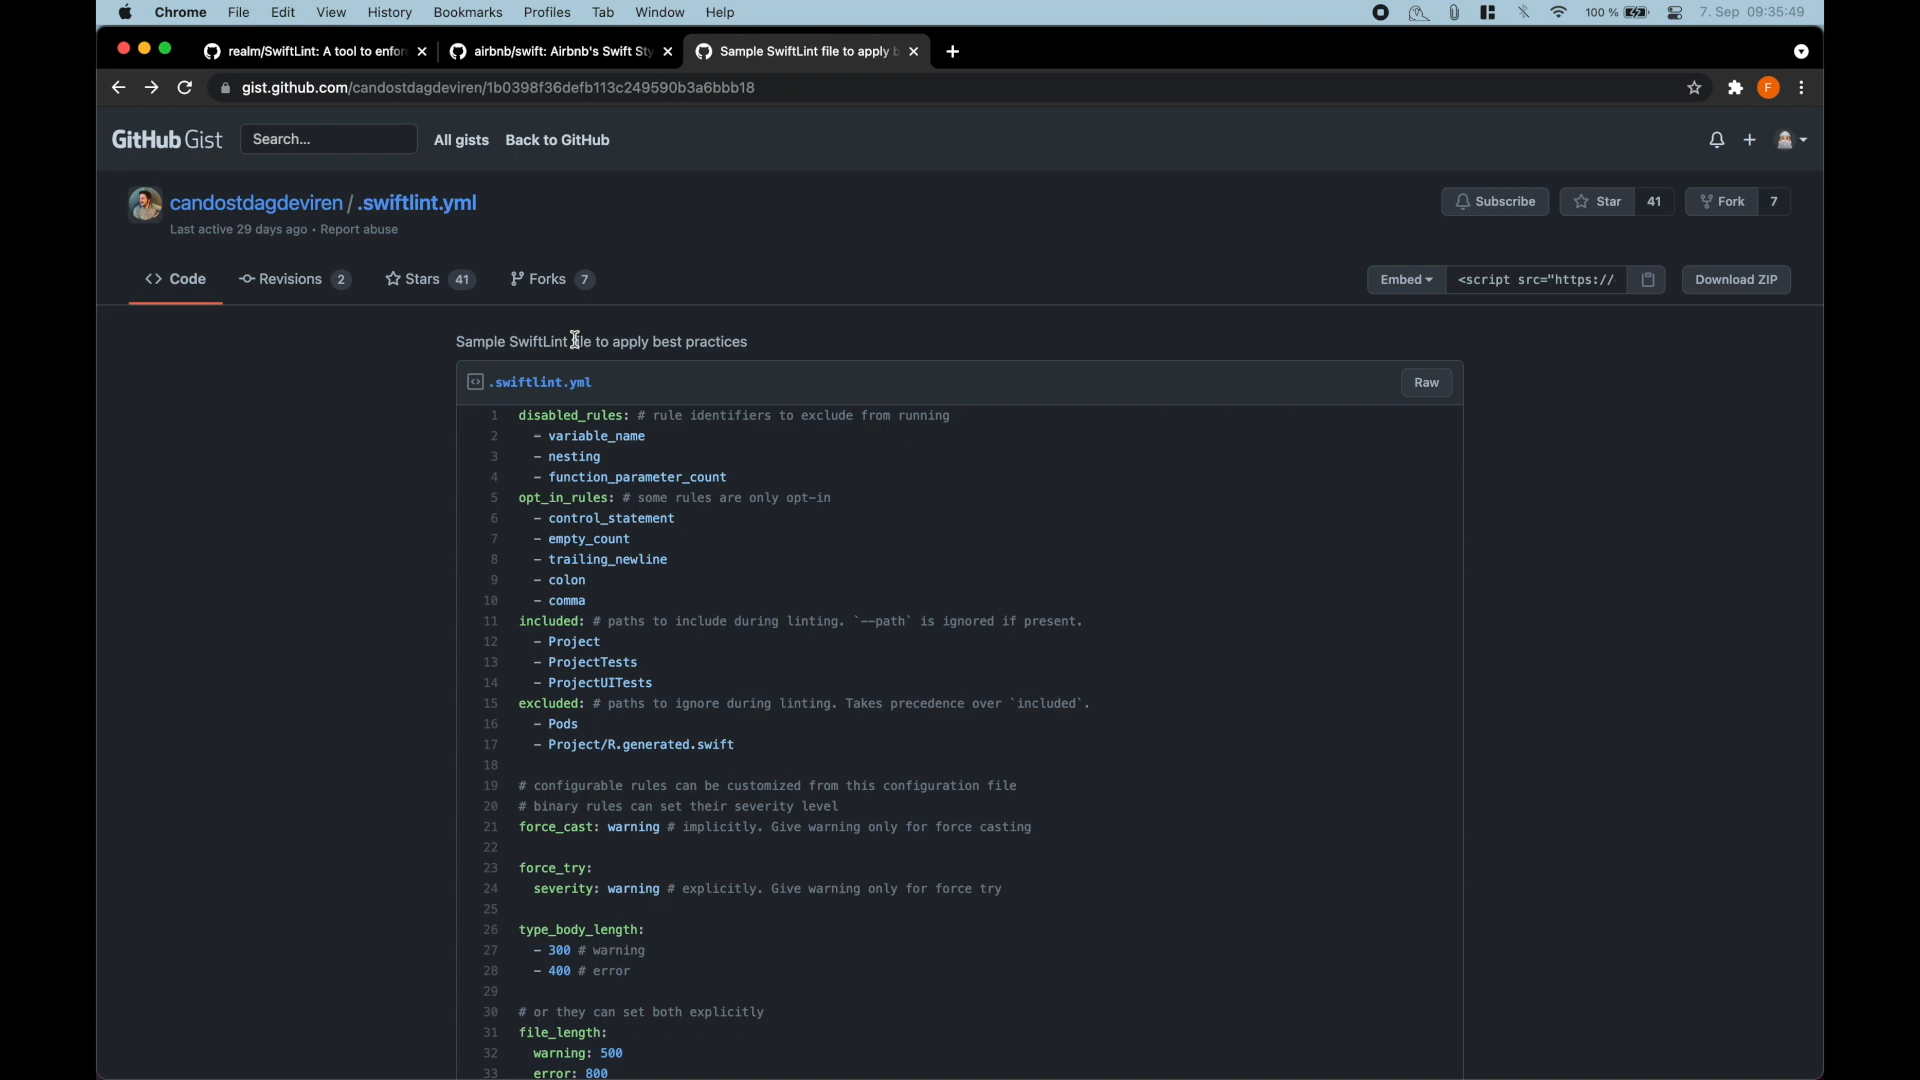 Chrome File Edit View History Bookmarks Profiles Tab Window Help 100 % 7. Sep 09:35:49
realm/SwiftLint: A tool to enfor airbnb/swift: Airbnb's Swift Sty Sample SwiftLint file to apply b
gist.github.com/candostdagdeviren/1b0398f36defb113c249590b3a6bbb18 F
GitHub Gist Search... All gists Back to GitHub
candostdagdeviren / .swiftlint.yml Subscribe Star 41 Fork 7
Last active 29 days ago • Report abuse
<> Code Revisions 2 Stars 41 Forks 7 Embed <script src="https:// Download ZIP
Sample SwiftLint file to apply best practices
.swiftlint.yml Raw
1 disabled_rules: # rule identifiers to exclude from running
2 - variable_name
3 - nesting
4 - function_parameter_count
5 opt_in_rules: # some rules are only opt-in
6 - control_statement
7 - empty_count
8 - trailing_newline
9 - colon
10 - comma
11 included: # paths to include during linting. `--path` is ignored if present.
12 - Project
13 - ProjectTests
14 - ProjectUITests
15 excluded: # paths to ignore during linting. Takes precedence over `included`.
16 - Pods
17 - Project/R.generated.swift
18
19 # configurable rules can be customized from this configuration file
20 # binary rules can set their severity level
21 force_cast: warning # implicitly. Give warning only for force casting
22
23 force_try:
24 severity: warning # explicitly. Give warning only for force try
25
26 type_body_length:
27 - 300 # warning
28 - 400 # error
29
30 # or they can set both explicitly
31 file_length:
32 warning: 500
33 error: 800